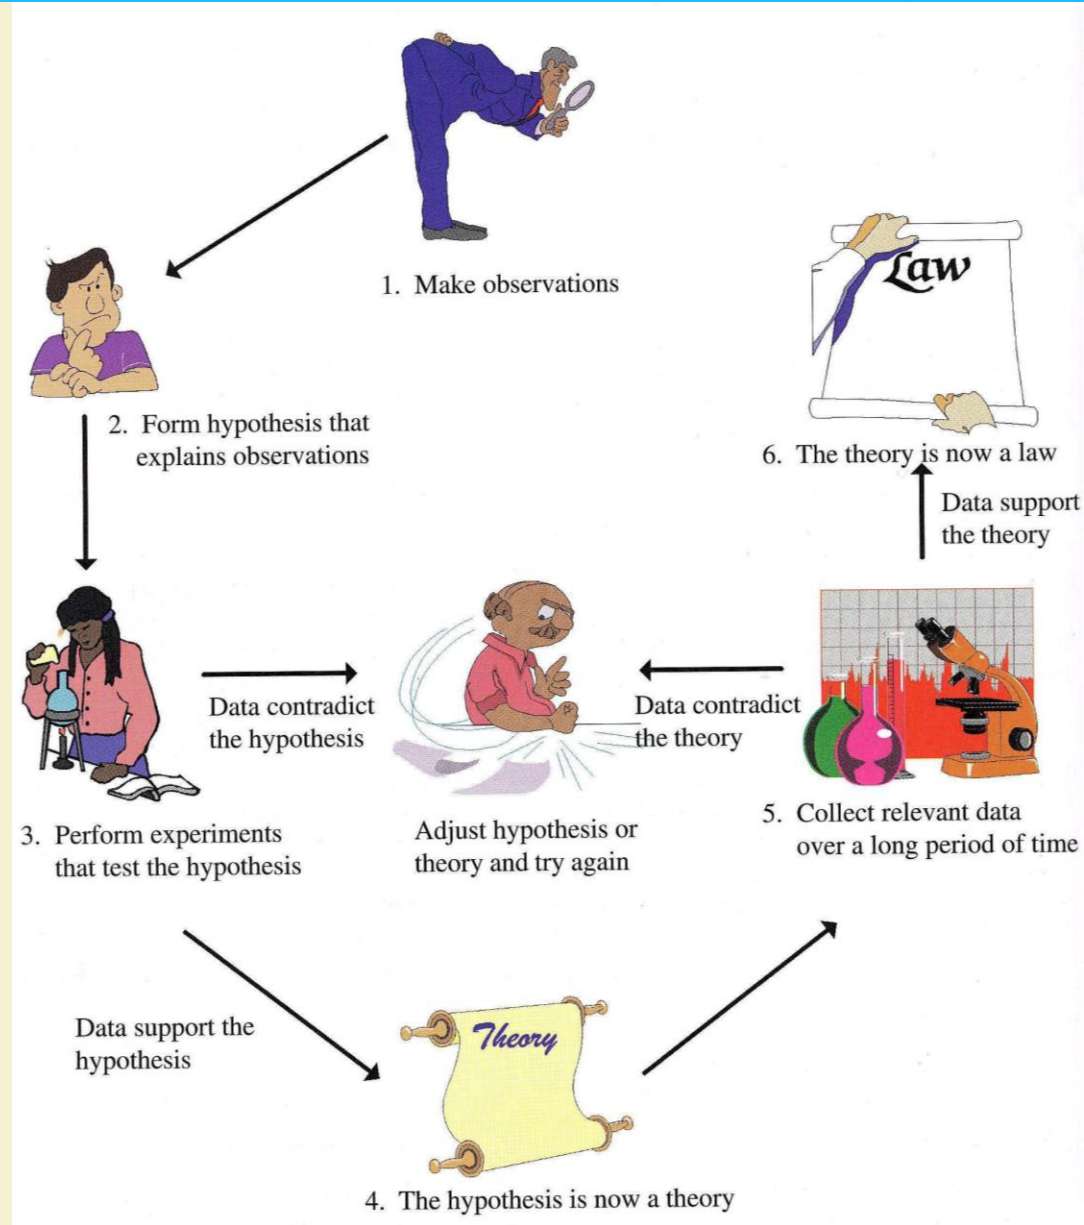 1. Make observations
Law
2. Form hypothesis that
explains observations
6. The theory is now a law
Data support
the theory
Data contradict
the hypothesis
Data contradict
the theory
3. Perform experiments
that test the hypothesis
Adjust hypothesis or
theory and try again
5. Collect relevant data
over a long period of time
Data support the
hypothesis
Theory
4. The hypothesis is now a theory